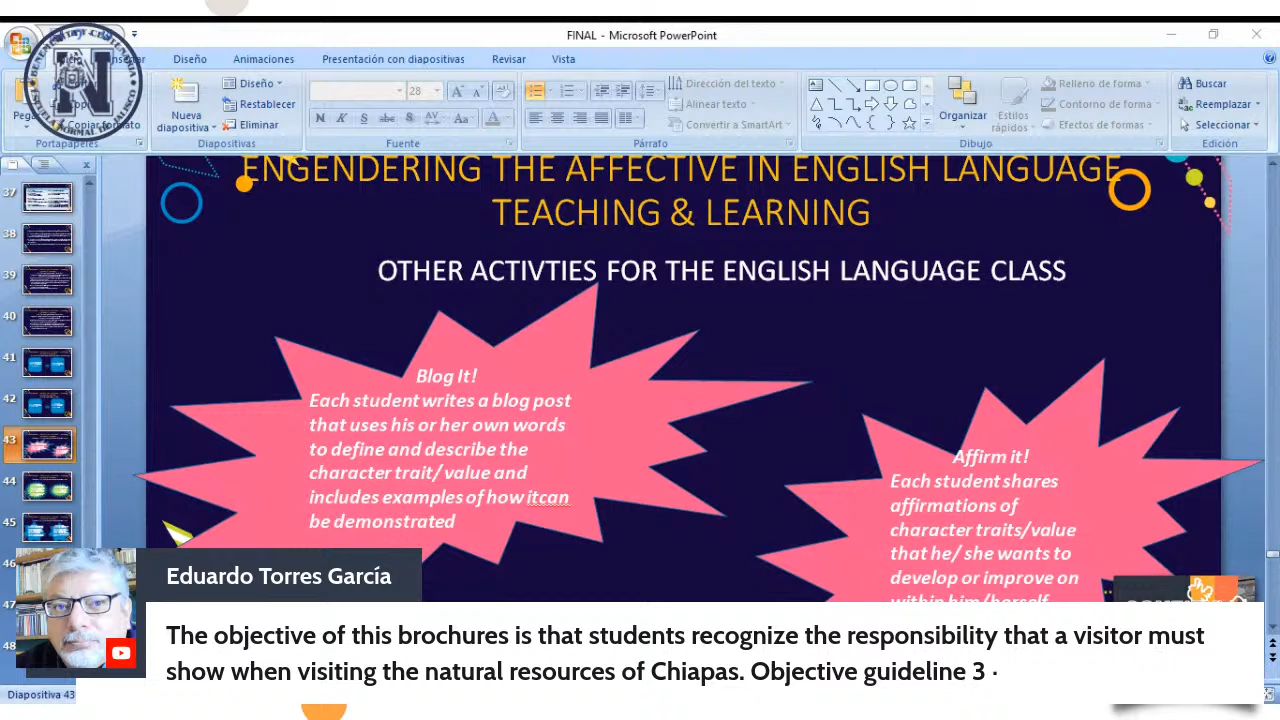 FINAL - Microsoft PowerPoint
Diseño
Animaciones
Presentación con diapositivas
Revisar
Vista
Nueva diapositiva
Diseño
Restablecer
Eliminar
28
Dirección del texto
Alinear texto
Convertir a SmartArt
Organizar
Estilos rápidos
Relleno de forma
Contorno de forma
Efectos de formas
Buscar
Reemplazar
Seleccionar
Portapapeles
Diapositivas
Fuente
Párrafo
Dibujo
Edición
37
38
39
40
41
42
43
44
45
46
47
48
ENGENDERING THE AFFECTIVE IN ENGLISH LANGUAGE
TEACHING & LEARNING
OTHER ACTIVTIES FOR THE ENGLISH LANGUAGE CLASS
Blog It!
Each student writes a blog post
that uses his or her own words
to define and describe the
character trait/ value and
includes examples of how itcan
be demonstrated
Affirm it!
Each student shares
affirmations of
character traits/value
that he/ she wants to
develop or improve on
within him/herself
Eduardo Torres García
The objective of this brochures is that students recognize the responsibility that a visitor must
show when visiting the natural resources of Chiapas. Objective guideline 3 ·
Diapositiva 43